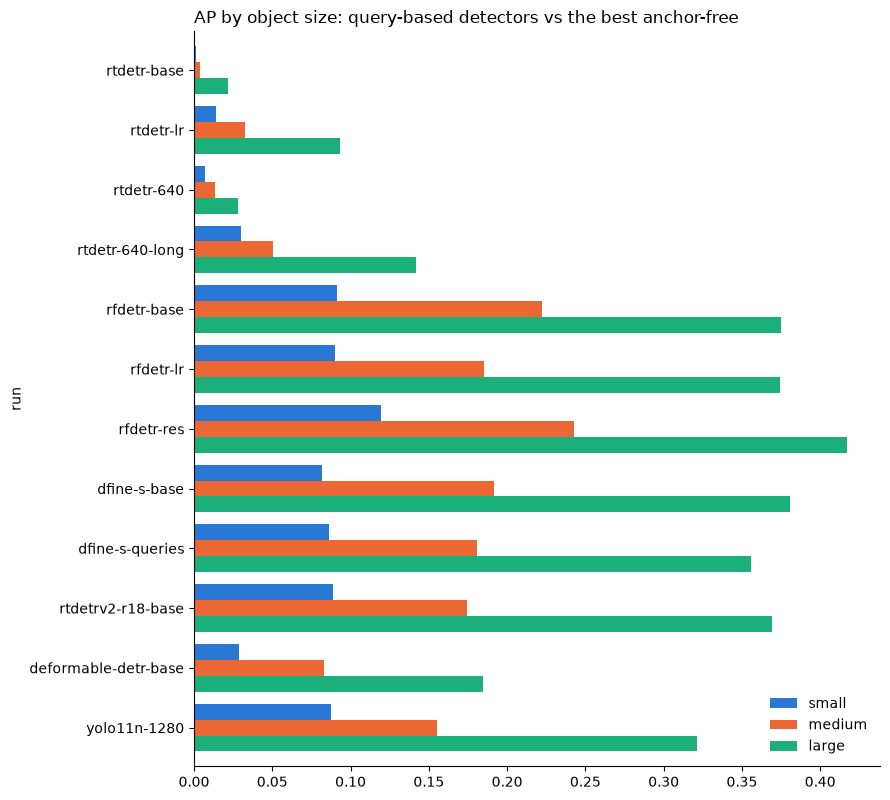 AP by object size: query-based detectors vs the best anchor-free
rtdetr-base
rtdetr-lr
rtdetr-640
rtdetr-640-long
rfdetr-base
rfdetr-lr
run
rfdetr-res
dfine-s-base
dfine-s-queries
rtdetrv2-r18-base
deformable-detr-base
yolo11n-1280
small
medium
large
0.00 0.05 0.10 0.15 0.20 0.25 0.30 0.35 0.40